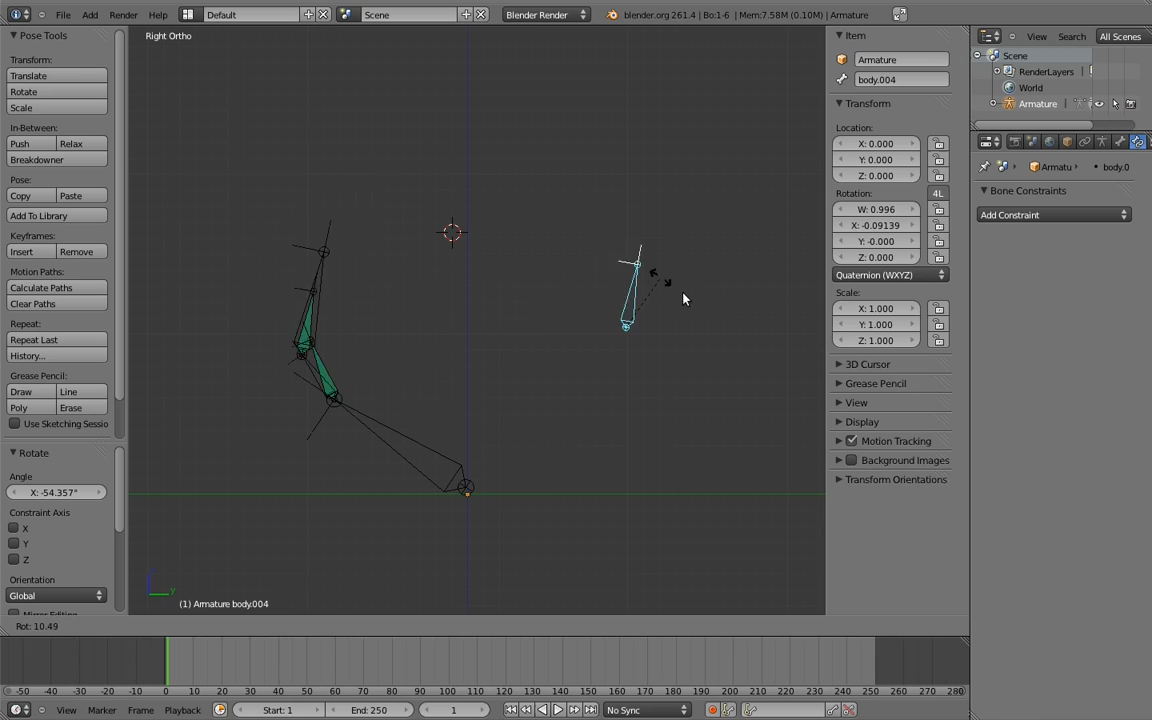 File Add Render Help Default Scene Blender Render blender.org 261.4 | Bo:1-6 | Mem:7.58M (0.10M) | Armature
Pose Tools
Transform:
Translate
Rotate
Scale
In-Between:
Push Relax
Breakdowner
Pose:
Copy Paste
Add To Library
Keyframes:
Insert Remove
Motion Paths:
Calculate Paths
Clear Paths
Repeat:
Repeat Last
History...
Grease Pencil:
Draw Line
Poly Erase
Use Sketching Sessio
Rotate
Angle
X: -54.357°
Constraint Axis
X
Y
Z
Orientation
Global
Right Ortho
y
(1) Armature body.004
Rot: 10.49
Item
Armature
body.004
Transform
Location:
X: 0.000
Y: 0.000
Z: 0.000
Rotation:
4L
W: 0.996
X: -0.09139
Y: -0.000
Z: 0.000
Quaternion (WXYZ)
Scale:
X: 1.000
Y: 1.000
Z: 1.000
3D Cursor
Grease Pencil
View
Display
Motion Tracking
Background Images
Transform Orientations
View Search All Scenes
Scene
RenderLayers |
World
Armature
Armatu body.0
Bone Constraints
Add Constraint
-50 -40 -30 -20 -10 0 10 20 30 40 50 60 70 80 90 100 110 120 130 140 150 160 170 180 190 200 210 220 230 240 250 260 270 280
View Marker Frame Playback Start: 1 End: 250 1 No Sync